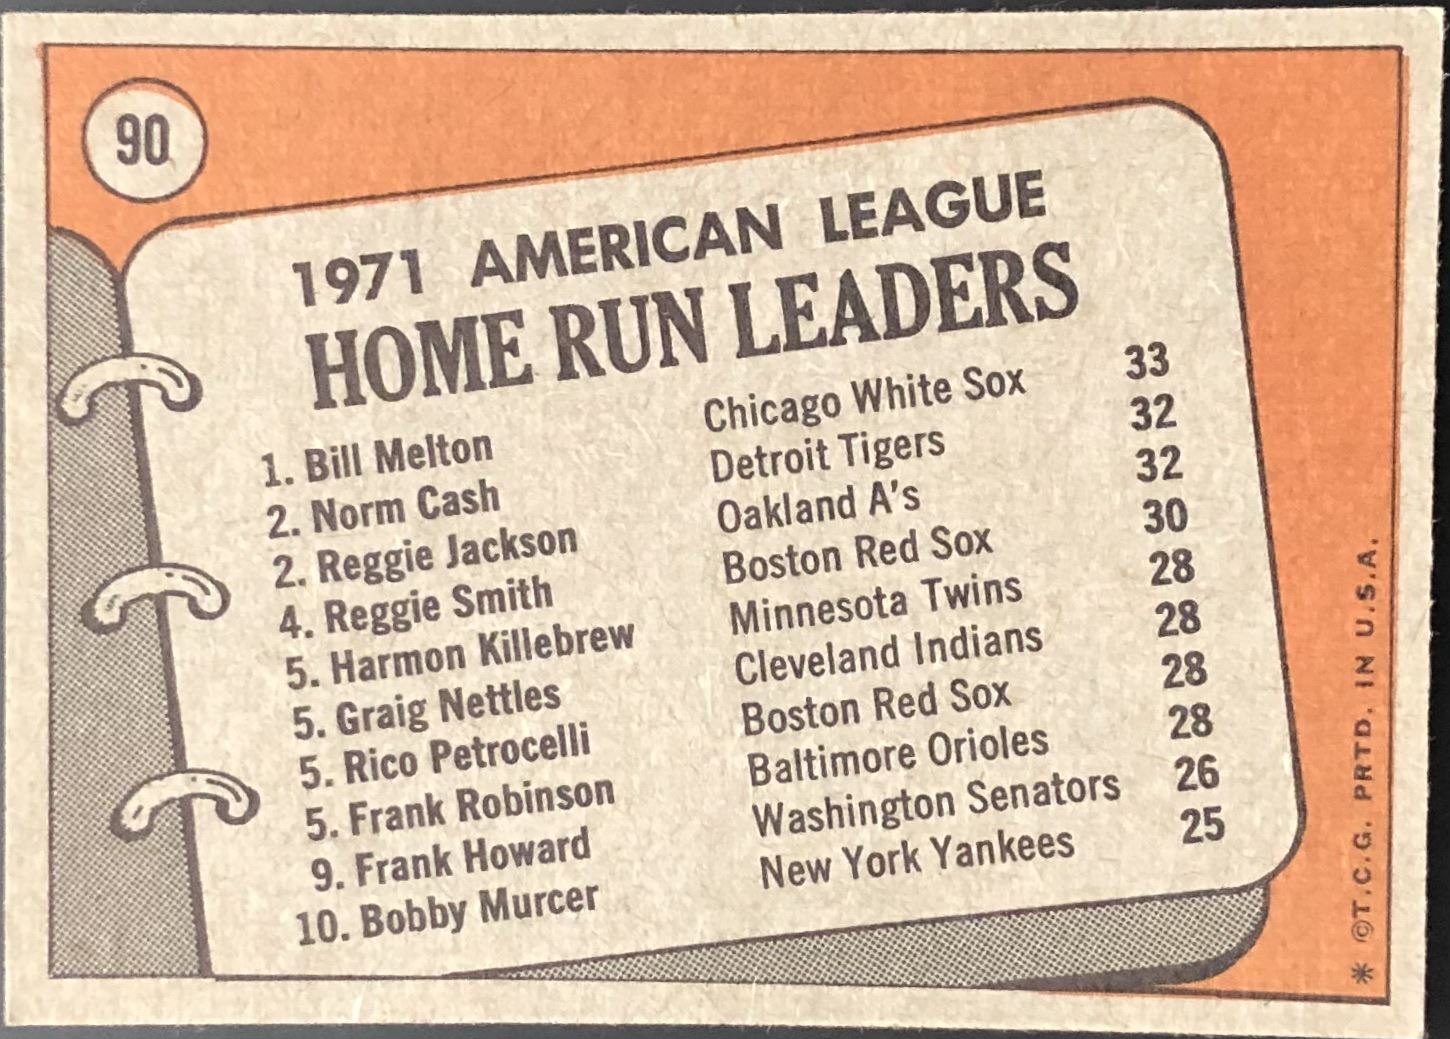 90
1971 AMERICAN LEAGUE
HOME RUN LEADERS
1. Bill Melton Chicago White Sox 33
2. Norm Cash Detroit Tigers 32
2. Reggie Jackson Oakland A's 32
4. Reggie Smith Boston Red Sox 30
5. Harmon Killebrew Minnesota Twins 28
5. Graig Nettles Cleveland Indians 28
5. Rico Petrocelli Boston Red Sox 28
5. Frank Robinson Baltimore Orioles 28
9. Frank Howard Washington Senators 26
10. Bobby Murcer New York Yankees 25
* ©T.C.G. PRTD. IN U.S.A.